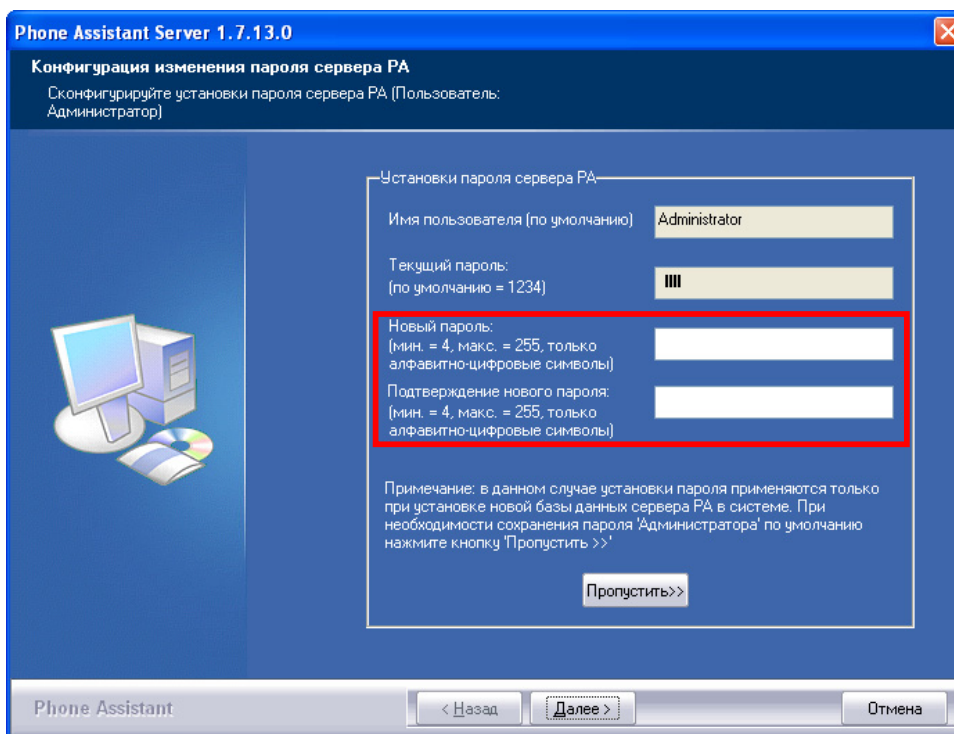 Phone Assistant Server 1.7.13.0
Конфигурация изменения пароля сервера PA
Сконфигурируйте установки пароля сервера PA (Пользователь:
Администратор)
Установки пароля сервера PA
Имя пользователя (по умолчанию)
Administrator
Текущий пароль:
(по умолчанию = 1234)
Новый пароль:
(мин. = 4, макс. = 255, только
алфавитно-цифровые символы)
Подтверждение нового пароля:
(мин. = 4, макс. = 255, только
алфавитно-цифровые символы)
Примечание: в данном случае установки пароля применяются только
при установке новой базы данных сервера PA в системе. При
необходимости сохранения пароля 'Администратора' по умолчанию
нажмите кнопку 'Пропустить >>'
Пропустить>>
Phone Assistant
< Назад
Далее >
Отмена